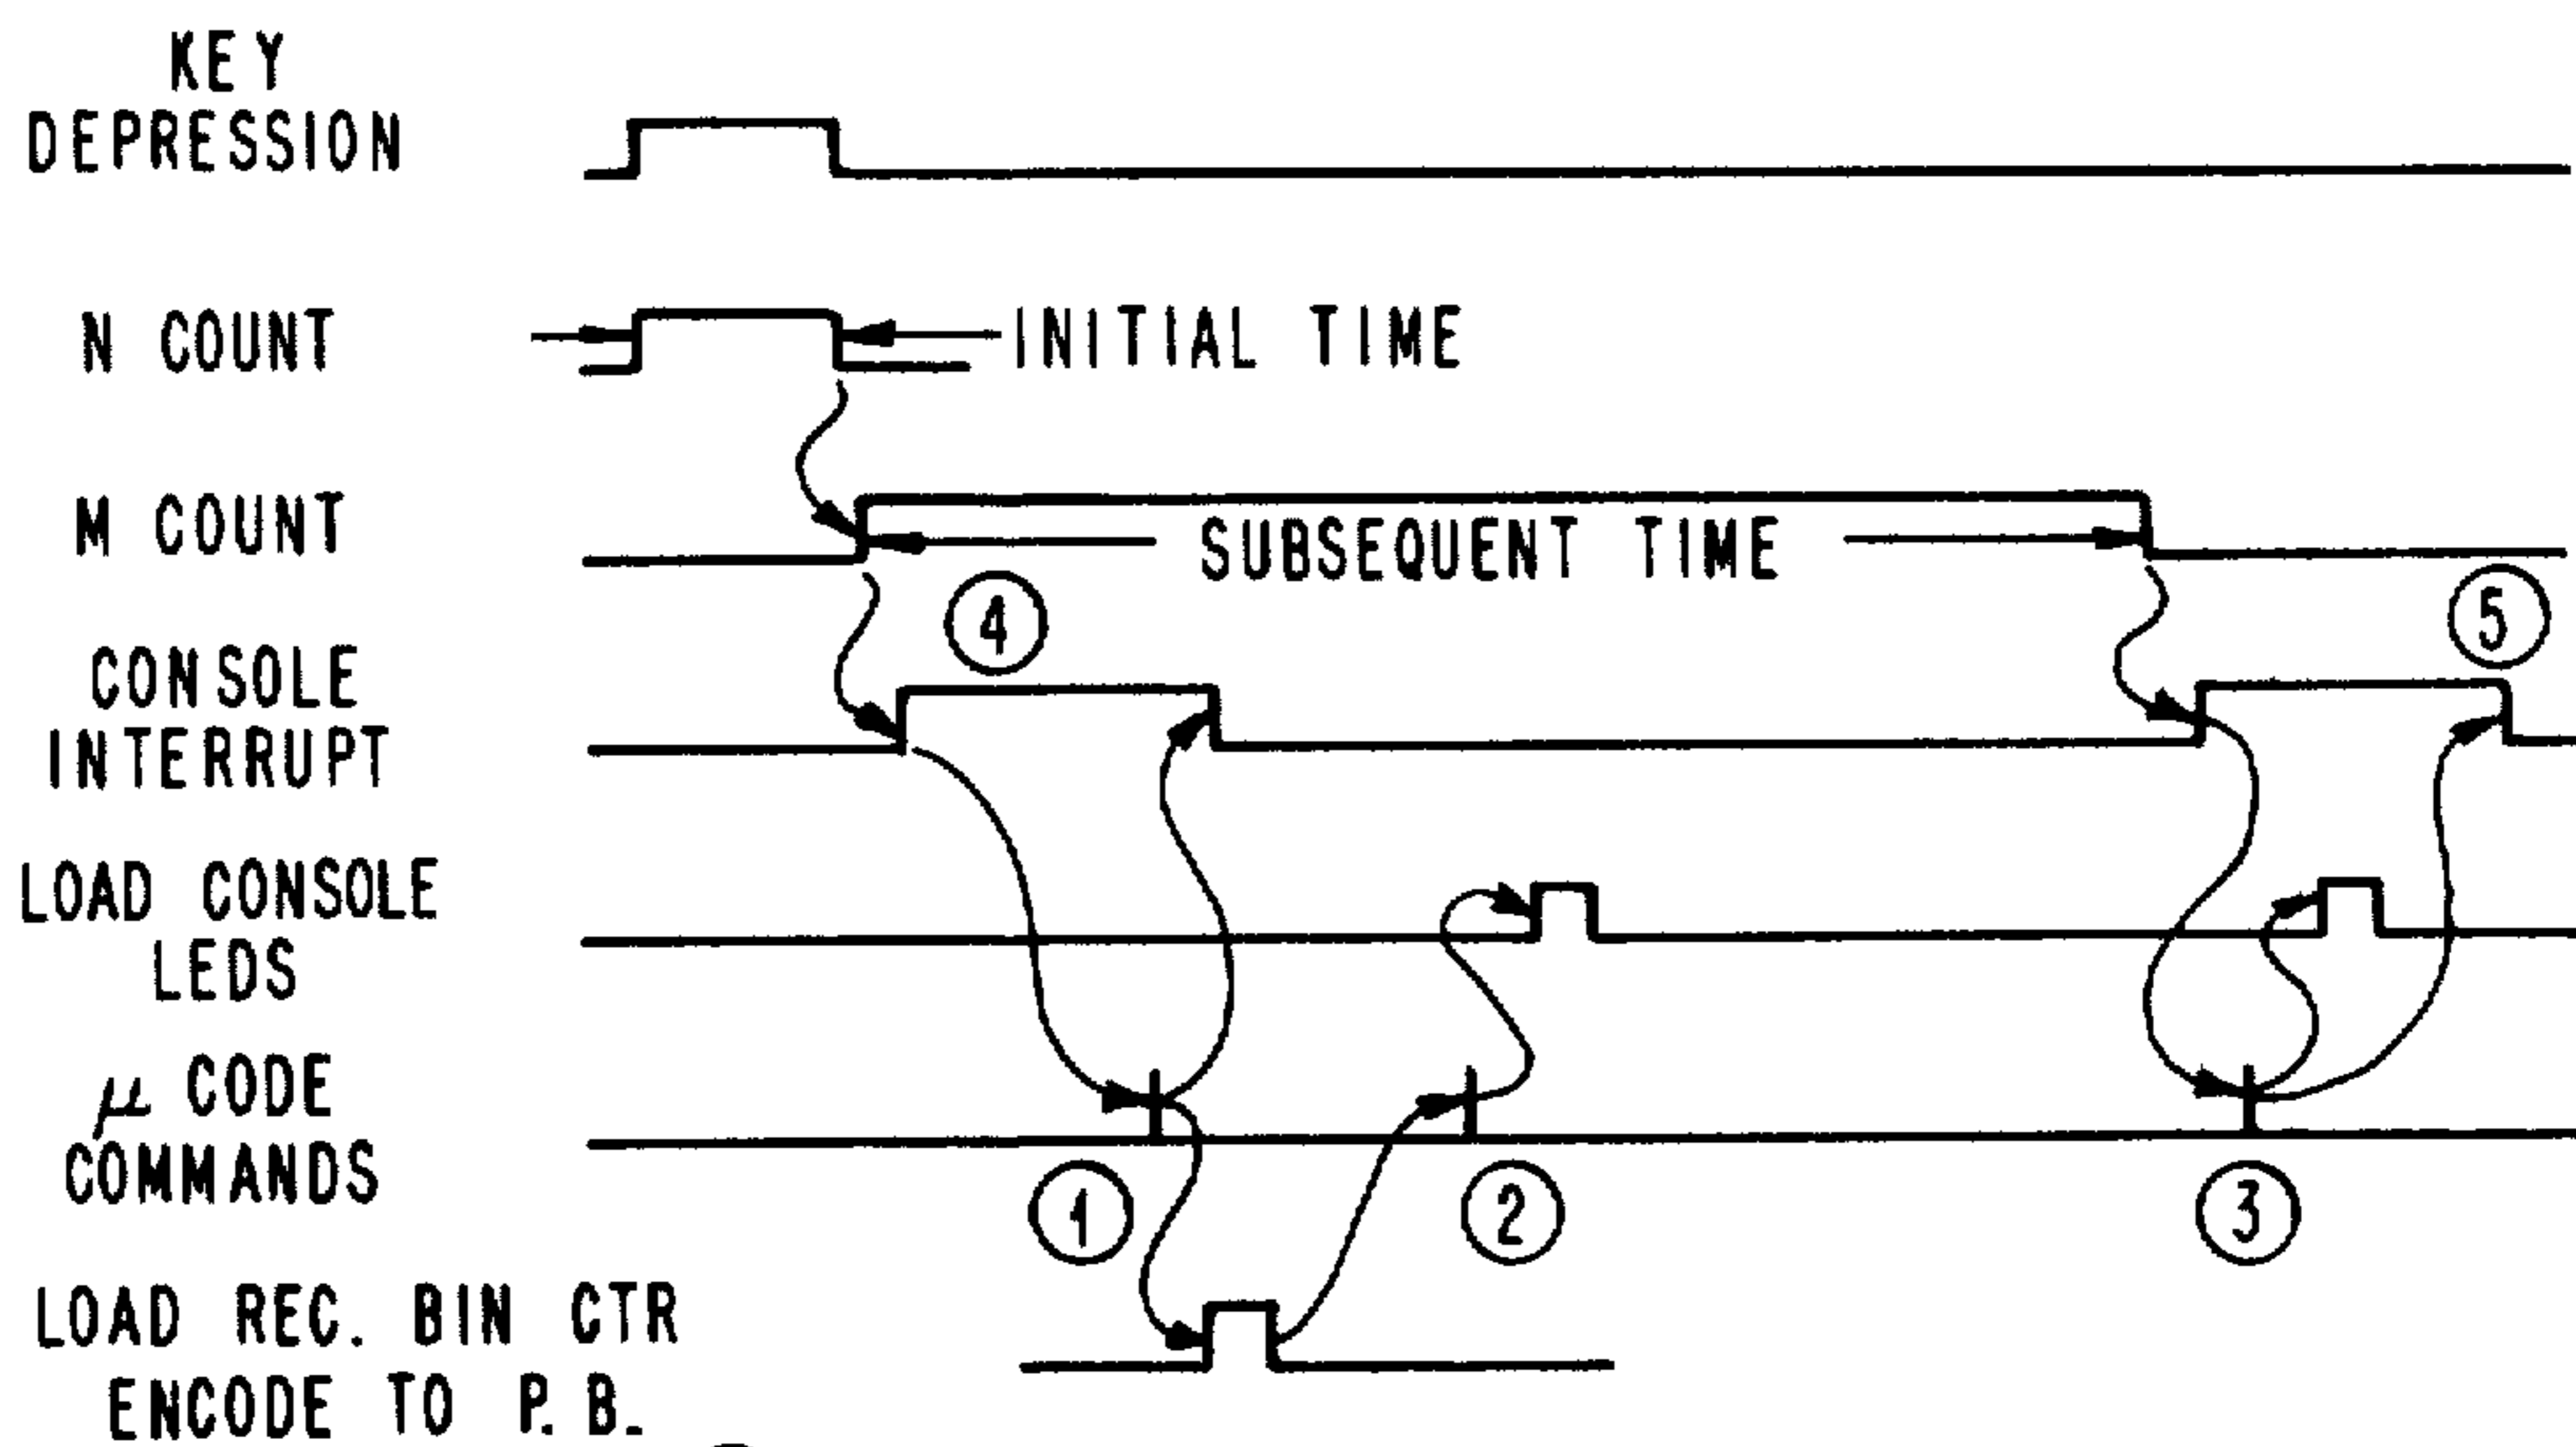 KEY
DEPRESSION
N COUNT
INITIAL TIME
M COUNT
SUBSEQUENT TIME
4
5
CONSOLE
INTERRUPT
LOAD CONSOLE
LEDS
μ CODE
COMMANDS
1
2
3
LOAD REC. BIN CTR
ENCODE TO P. B.